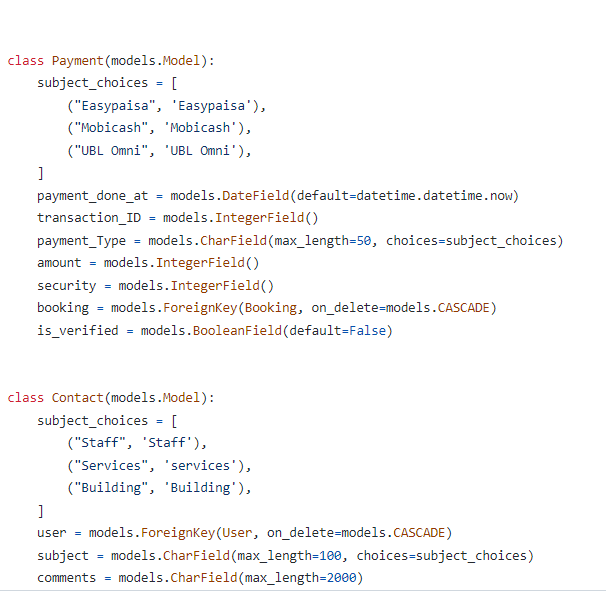 class Payment(models.Model):
    subject_choices = [
        ("Easypaisa", 'Easypaisa'),
        ("Mobicash", 'Mobicash'),
        ("UBL Omni", 'UBL Omni'),
    ]
    payment_done_at = models.DateField(default=datetime.datetime.now)
    transaction_ID = models.IntegerField()
    payment_Type = models.CharField(max_length=50, choices=subject_choices)
    amount = models.IntegerField()
    security = models.IntegerField()
    booking = models.ForeignKey(Booking, on_delete=models.CASCADE)
    is_verified = models.BooleanField(default=False)
class Contact(models.Model):
    subject_choices = [
        ("Staff", 'Staff'),
        ("Services", 'services'),
        ("Building", 'Building'),
    ]
    user = models.ForeignKey(User, on_delete=models.CASCADE)
    subject = models.CharField(max_length=100, choices=subject_choices)
    comments = models.CharField(max_length=2000)